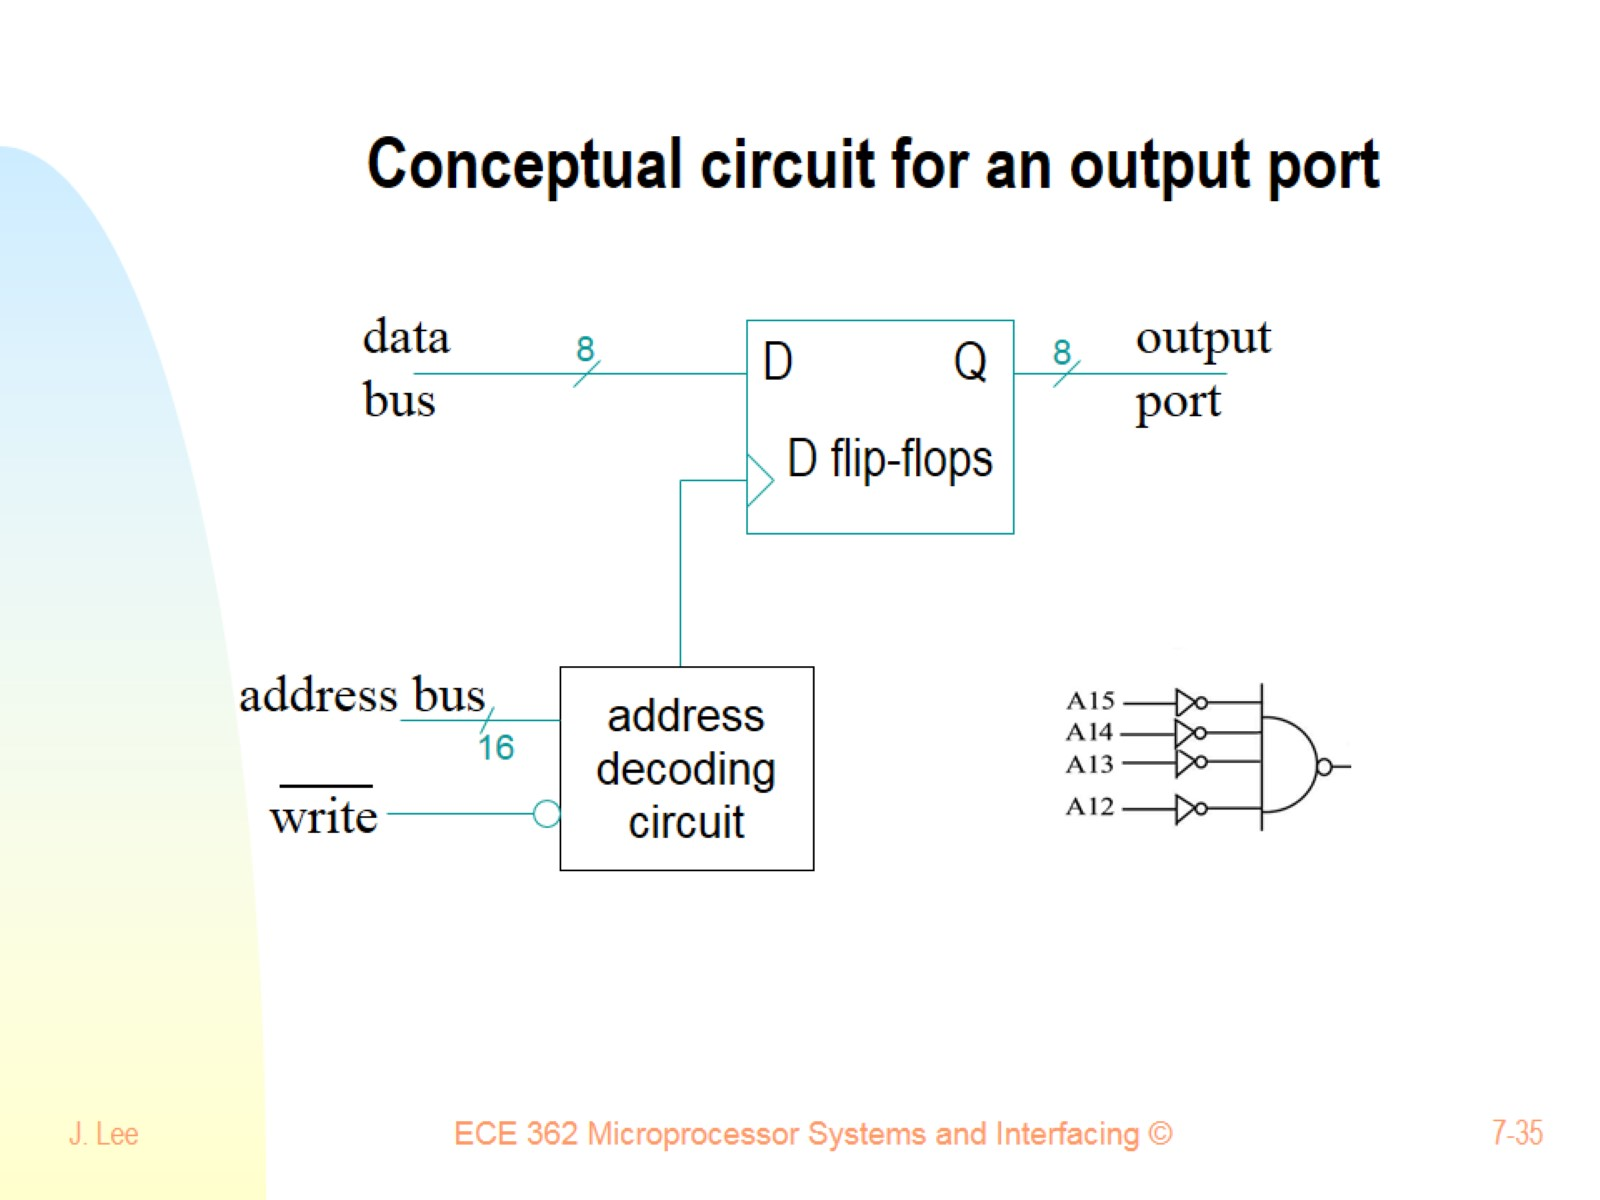 Conceptual circuit for an output port
data
bus
8
D
Q
D flip-flops
8
output
port
address bus
16
write
address
decoding
circuit
A15
A14
A13
A12
J. Lee
ECE 362 Microprocessor Systems and Interfacing ©
7-35